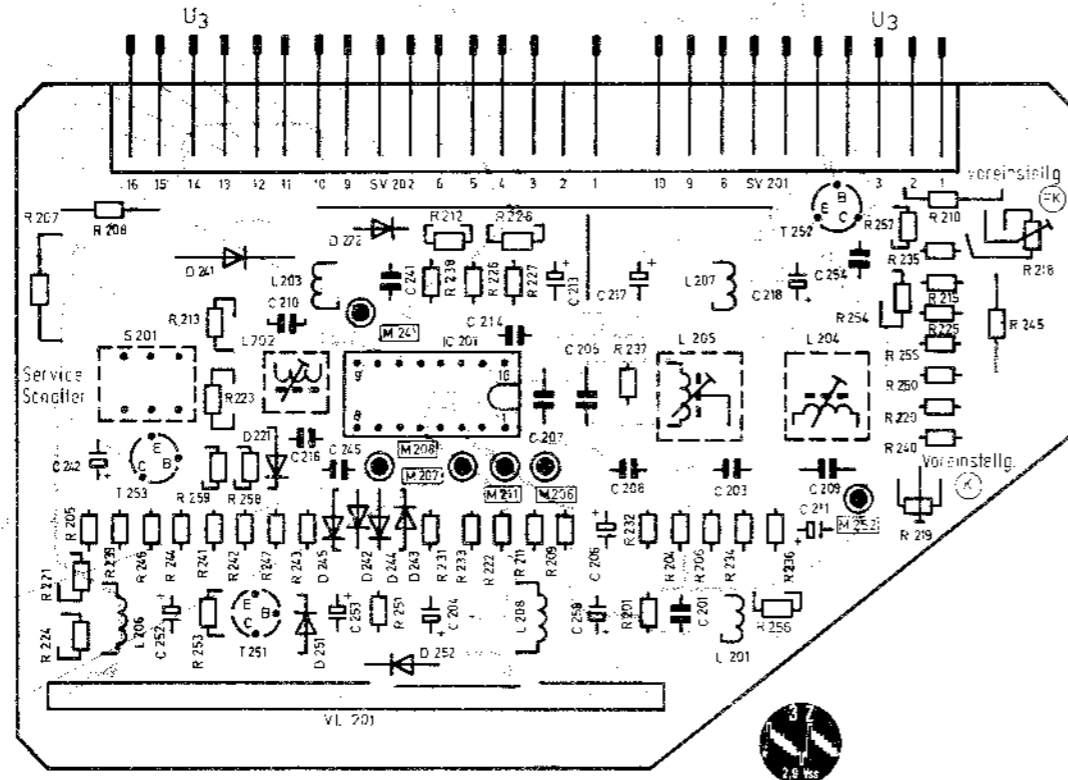 U3 U3
16 15 14 13 12 11 10 9 SV 202 6 5 4 3 2 1 10 9 8 SV 201 3 2 1
Voreinstellg.
FK
R 207
R 208
D 241
D 272
R 212
R 226
T 252
B
E
C
R 257
R 210
R 218
R 235
L 203
C 210
C 241
R 238
R 226
R 227
C 213
C 217
L 207
C 218
C 254
R 254
R 215
R 225
R 245
R 213
M 241
C 214
S 201
L 202
IC 201
C 205
R 237
L 205
L 204
R 255
Service
Schalter
9 16
8 1
R 223
R 250
R 220
R 240
C 207
C 242
E
C
B
T 253
D 221
C 216
C 245
M 208
M 207
M 211
M 206
C 208
C 203
C 209
Voreinstellg.
K
R 259
R 258
M 252
C 211
R 219
R 205
R 239
R 246
R 244
R 241
R 242
R 247
R 243
D 245
D 242
D 244
D 243
R 231
R 233
R 222
R 211
R 209
C 206
R 232
R 204
R 206
R 234
R 236
R 221
R 224
L 206
C 252
R 253
E
C
B
T 251
D 251
C 253
R 251
C 204
L 208
C 258
R 201
C 201
L 201
R 256
D 252
VL 201
3 Z
2,9 Vss